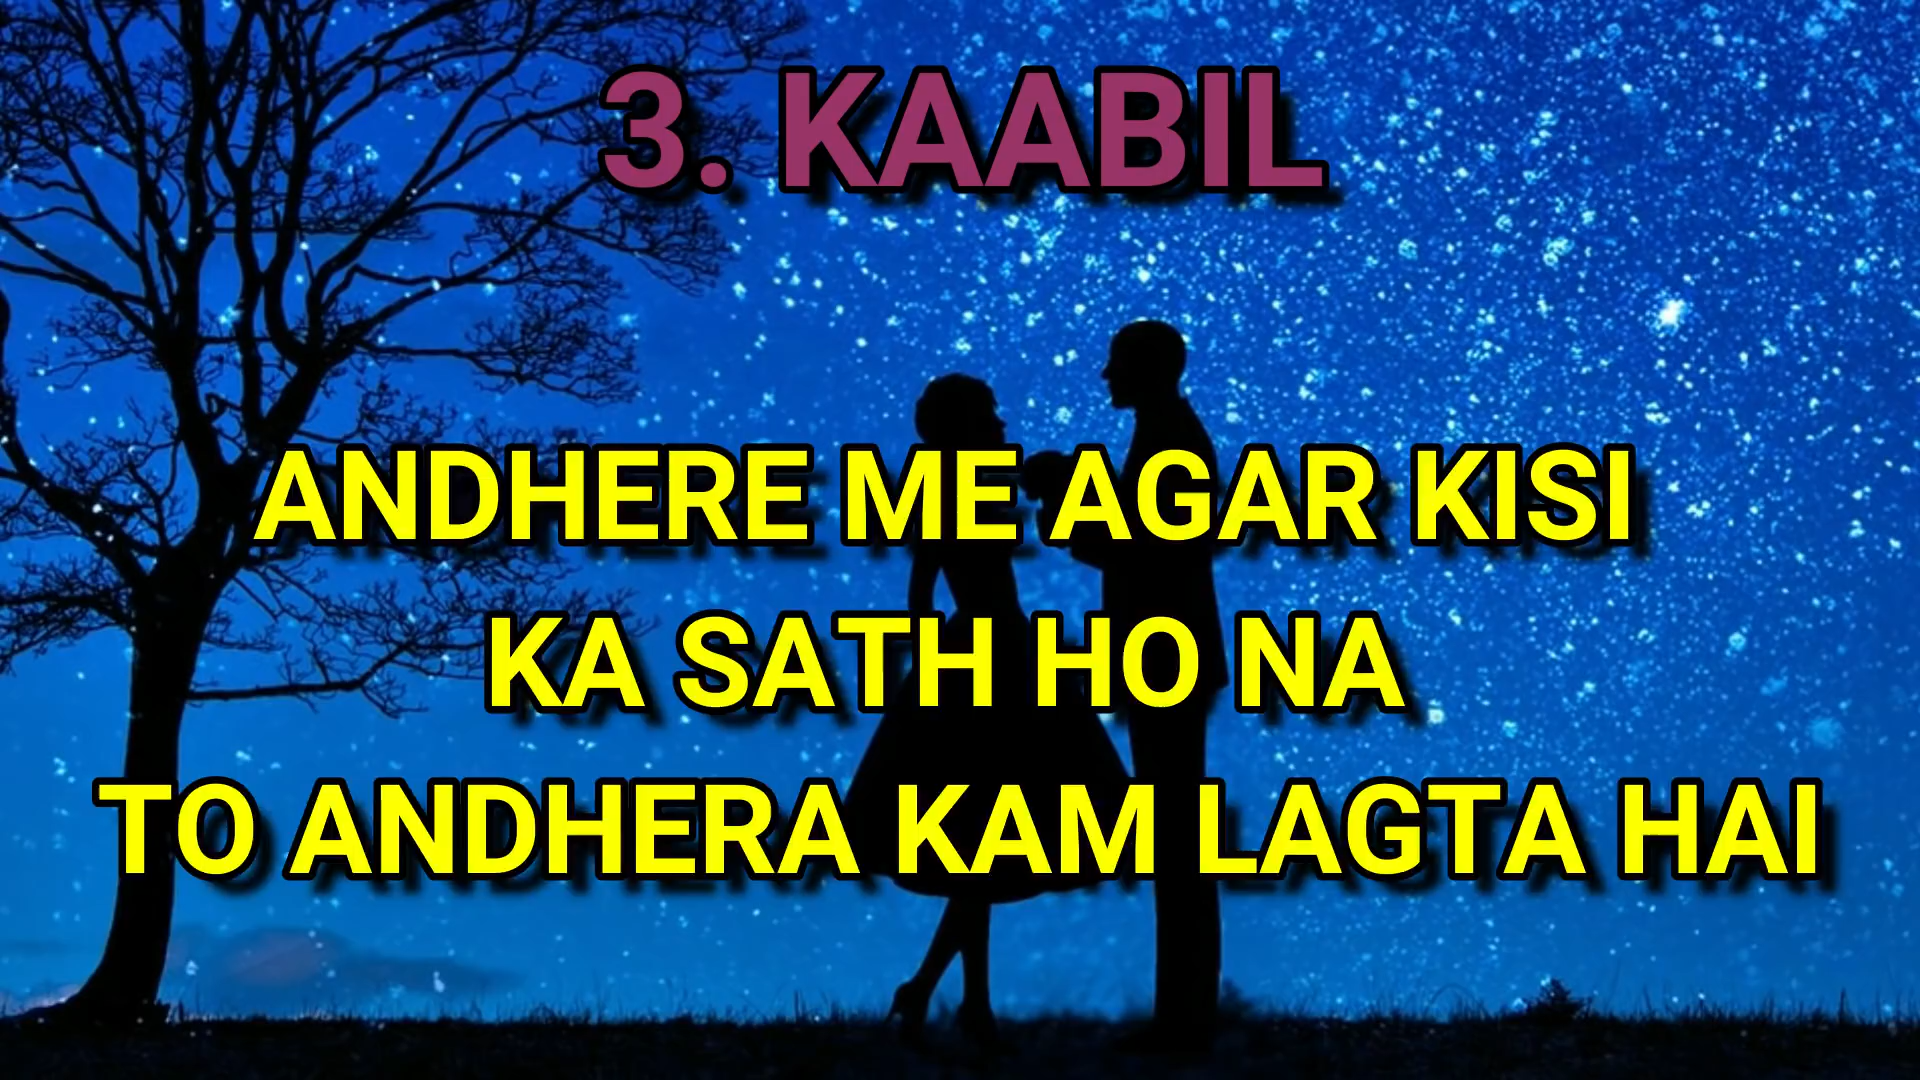 3. KAABIL
ANDHERE ME AGAR KISI
KA SATH HO NA
TO ANDHERA KAM LAGTA HAI